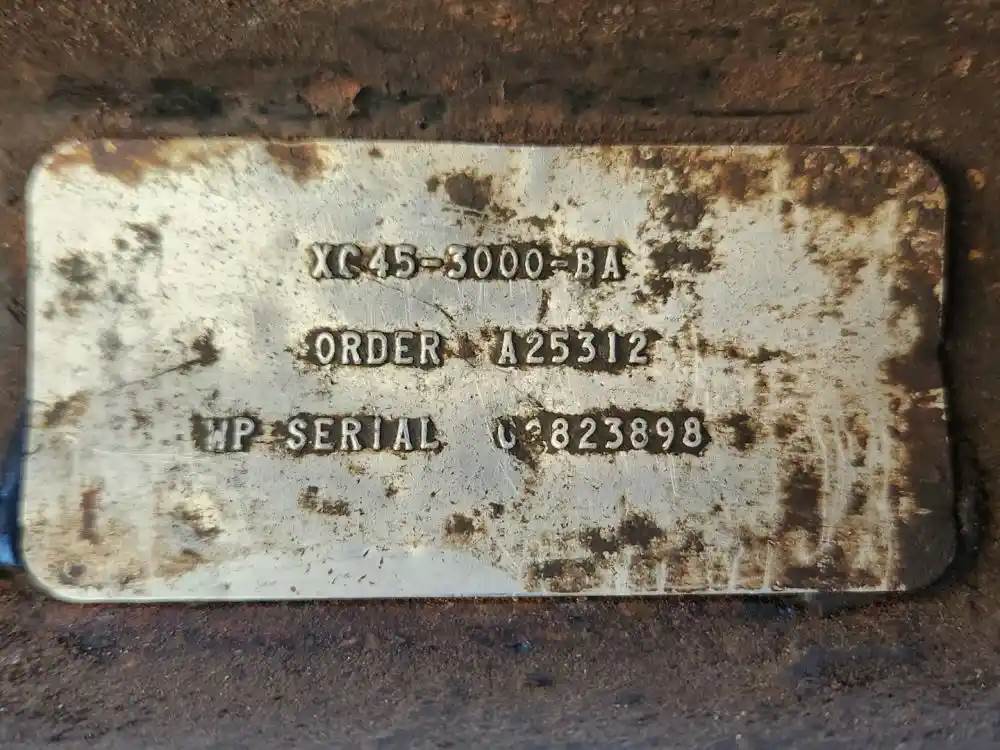 XC45-3000-BA
ORDER A25312
WP SERIAL